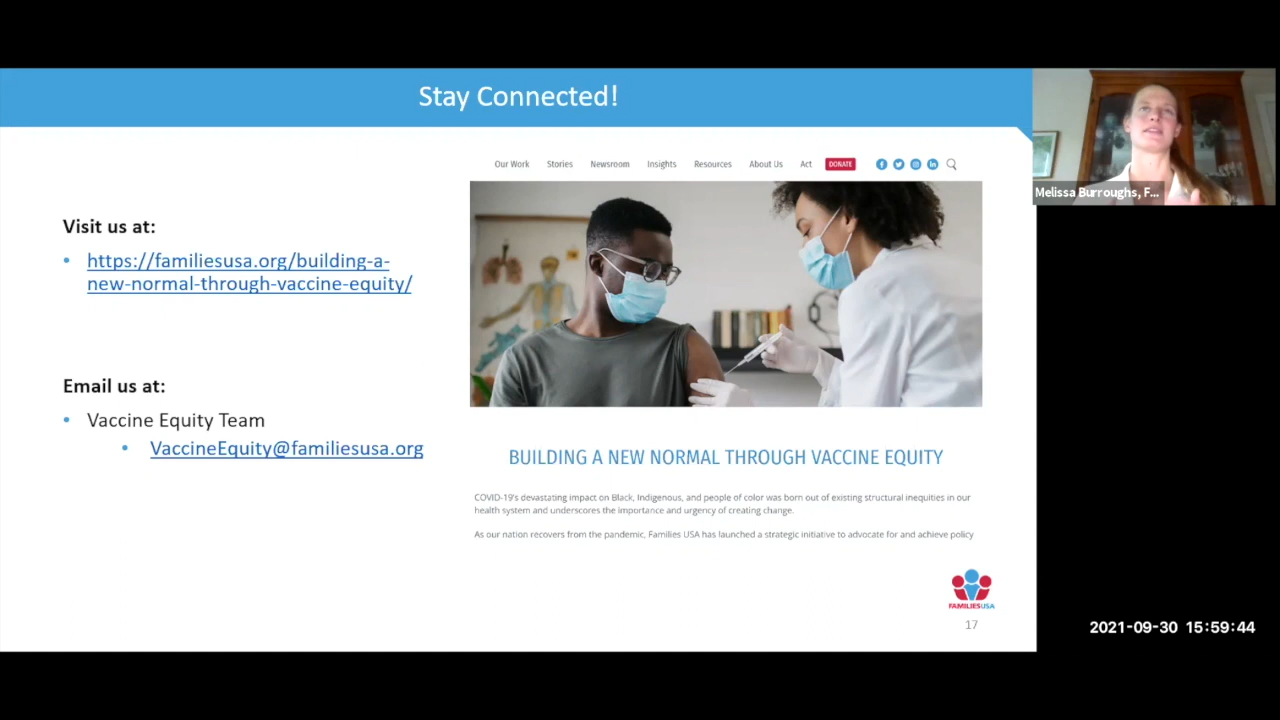 Stay Connected!
Visit us at:
• https://familiesusa.org/building-a-
new-normal-through-vaccine-equity/
Email us at:
• Vaccine Equity Team
• VaccineEquity@familiesusa.org
Our Work Stories Newsroom Insights Resources About Us Act DONATE
BUILDING A NEW NORMAL THROUGH VACCINE EQUITY
COVID-19's devastating impact on Black, Indigenous, and people of color was born out of existing structural inequities in our
health system and underscores the importance and urgency of creating change.
As our nation recovers from the pandemic, Families USA has launched a strategic initiative to advocate for and achieve policy
FAMILIESUSA
17
Melissa Burroughs, F...
2021-09-30 15:59:44